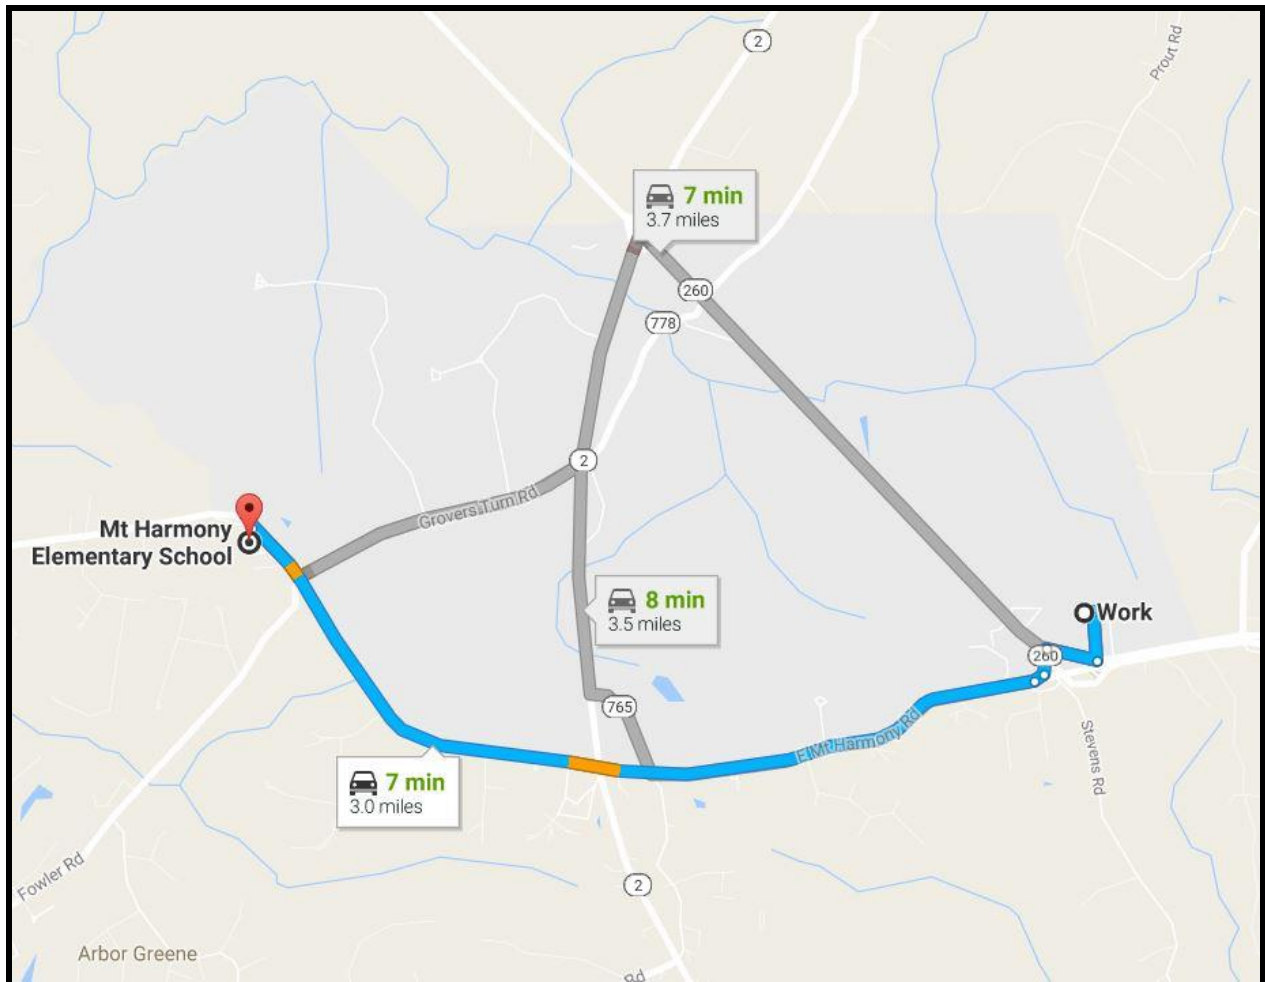 2
Prout Rd
7 min
3.7 miles
260
778
2
Grovers Turn Rd
Mt Harmony
Elementary School
8 min
3.5 miles
Work
260
765
E Mt Harmony Rd
Stevens Rd
7 min
3.0 miles
Fowler Rd
2
Arbor Greene
Rd